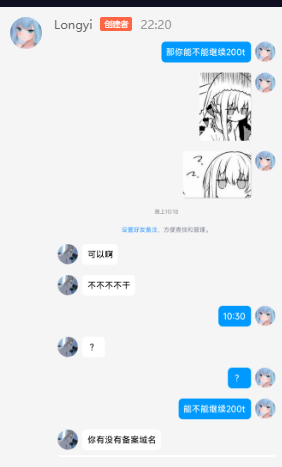 Longyi 创建者 22:20
那你能不能继续200t
晚上10:18
设置好友备注，方便查找和管理。
可以啊
不不不不干
10:30
？
？
能不能继续200t
你有没有备案域名